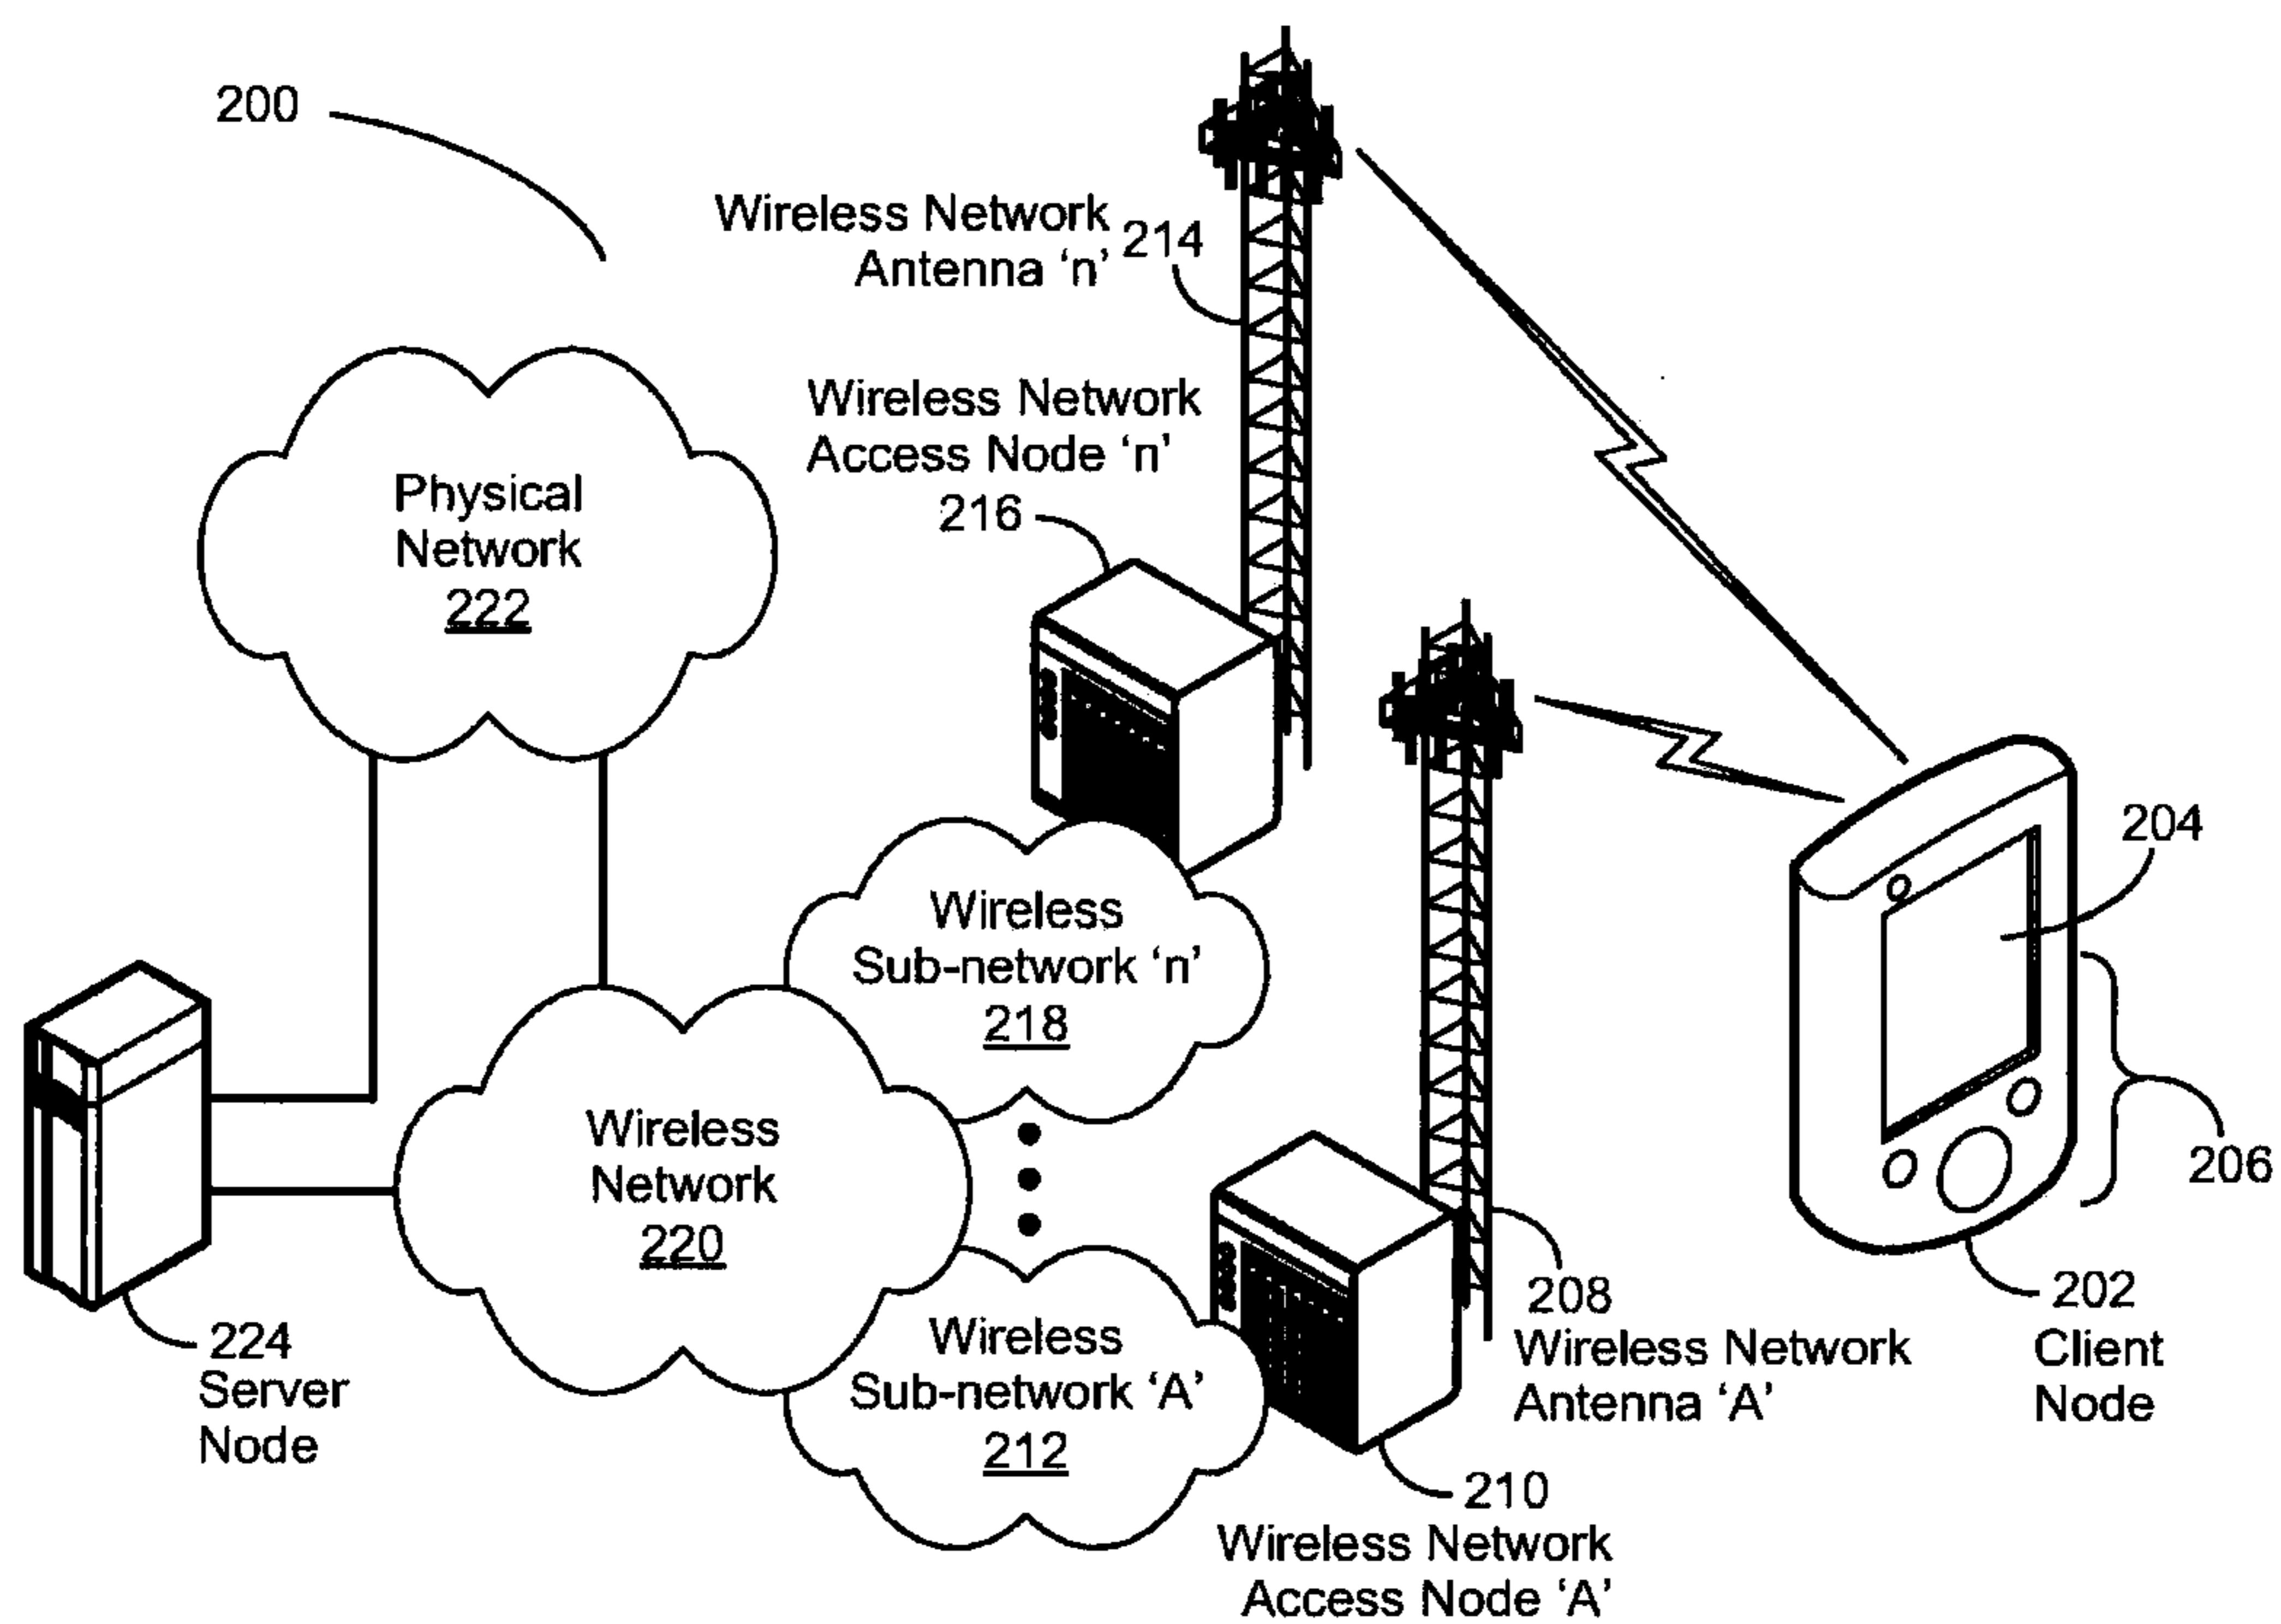 200
Wireless Network
Antenna ‘n’
214
Wireless Network
Access Node ‘n’
216
Physical
Network
222
204
Wireless
Sub-network ‘n’
218
206
Wireless
Network
220
208
Wireless Network
Antenna ‘A’
202
Client
Node
224
Server
Node
Wireless
Sub-network ‘A’
212
210
Wireless Network
Access Node ‘A’